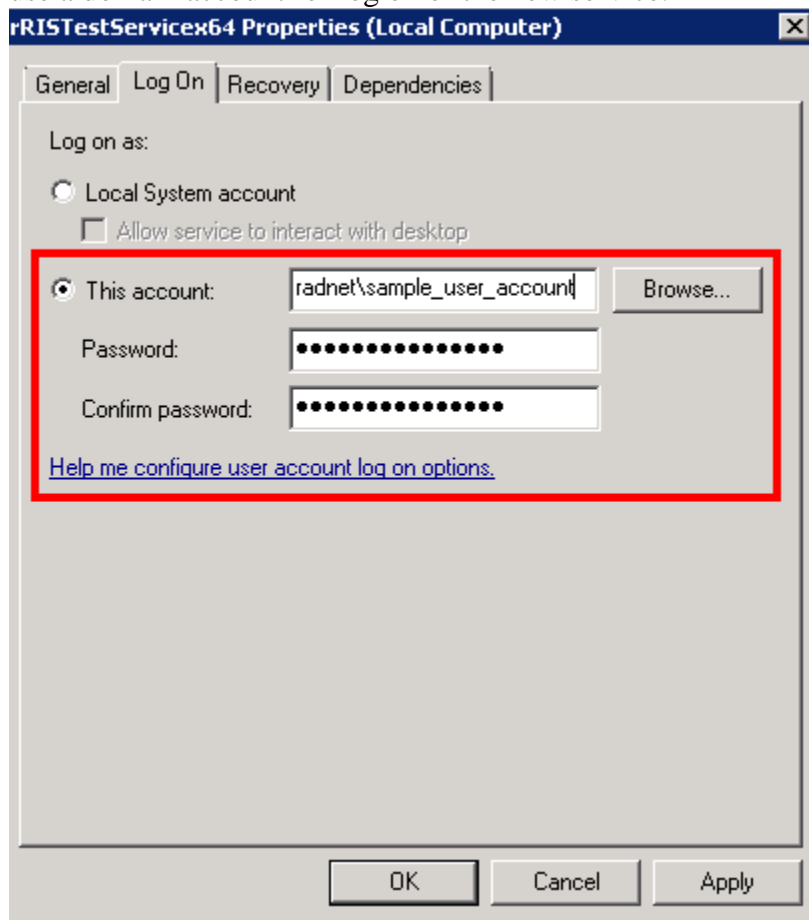 rRISTestServicex64 Properties (Local Computer)
General Log On Recovery Dependencies
Log on as:
Local System account
Allow service to interact with desktop
This account: radnet\sample_user_account Browse...
Password: •••••••••••••••
Confirm password: •••••••••••••••
Help me configure user account log on options.
OK Cancel Apply